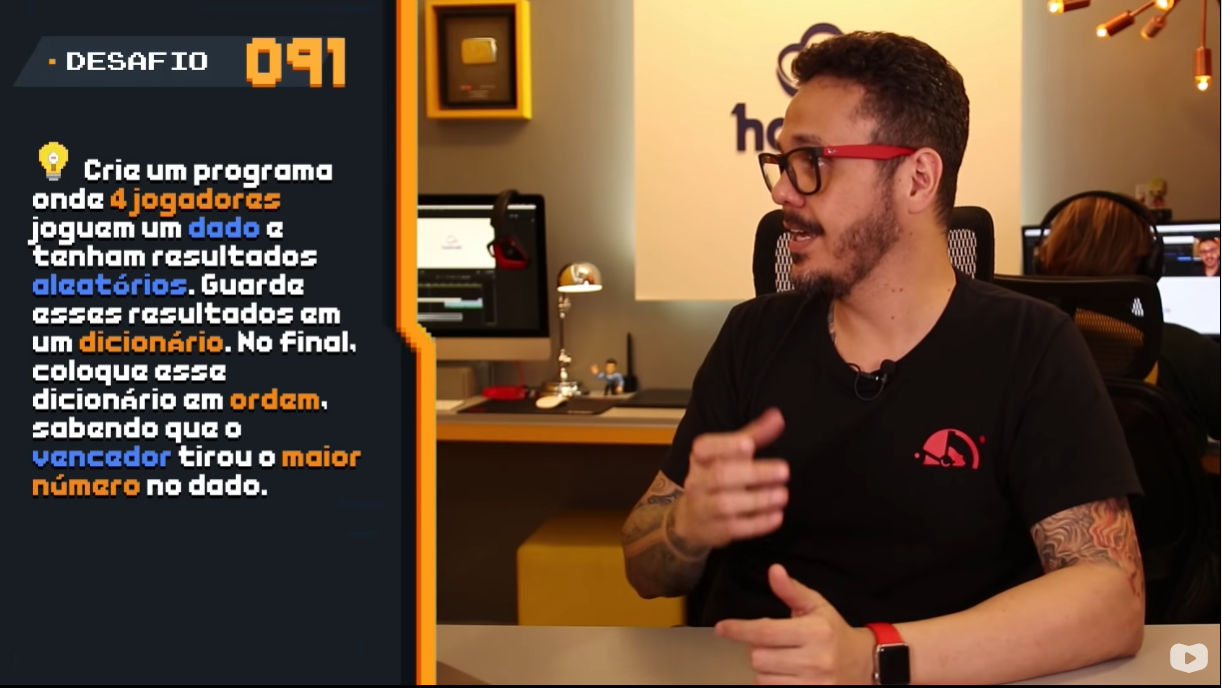 DESAFIO 091
Crie um programa
onde 4 jogadores
joguem um dado e
tenham resultados
aleatórios. Guarde
esses resultados em
um dicionário. No final,
coloque esse
dicionário em ordem,
sabendo que o
vencedor tirou o maior
número no dado.